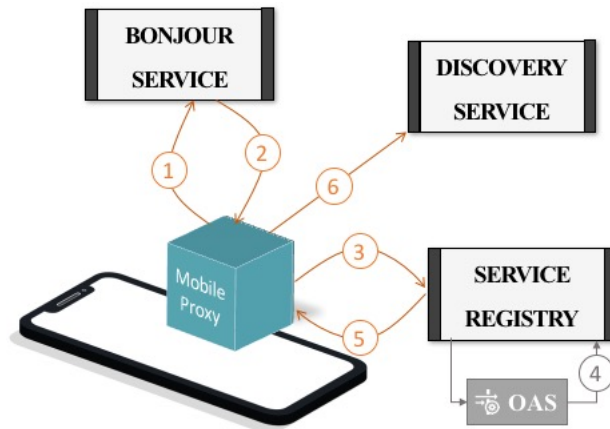 BONJOUR
SERVICE
DISCOVERY
SERVICE
1
2
6
3
Mobile
Proxy
SERVICE
REGISTRY
5
4
OAS